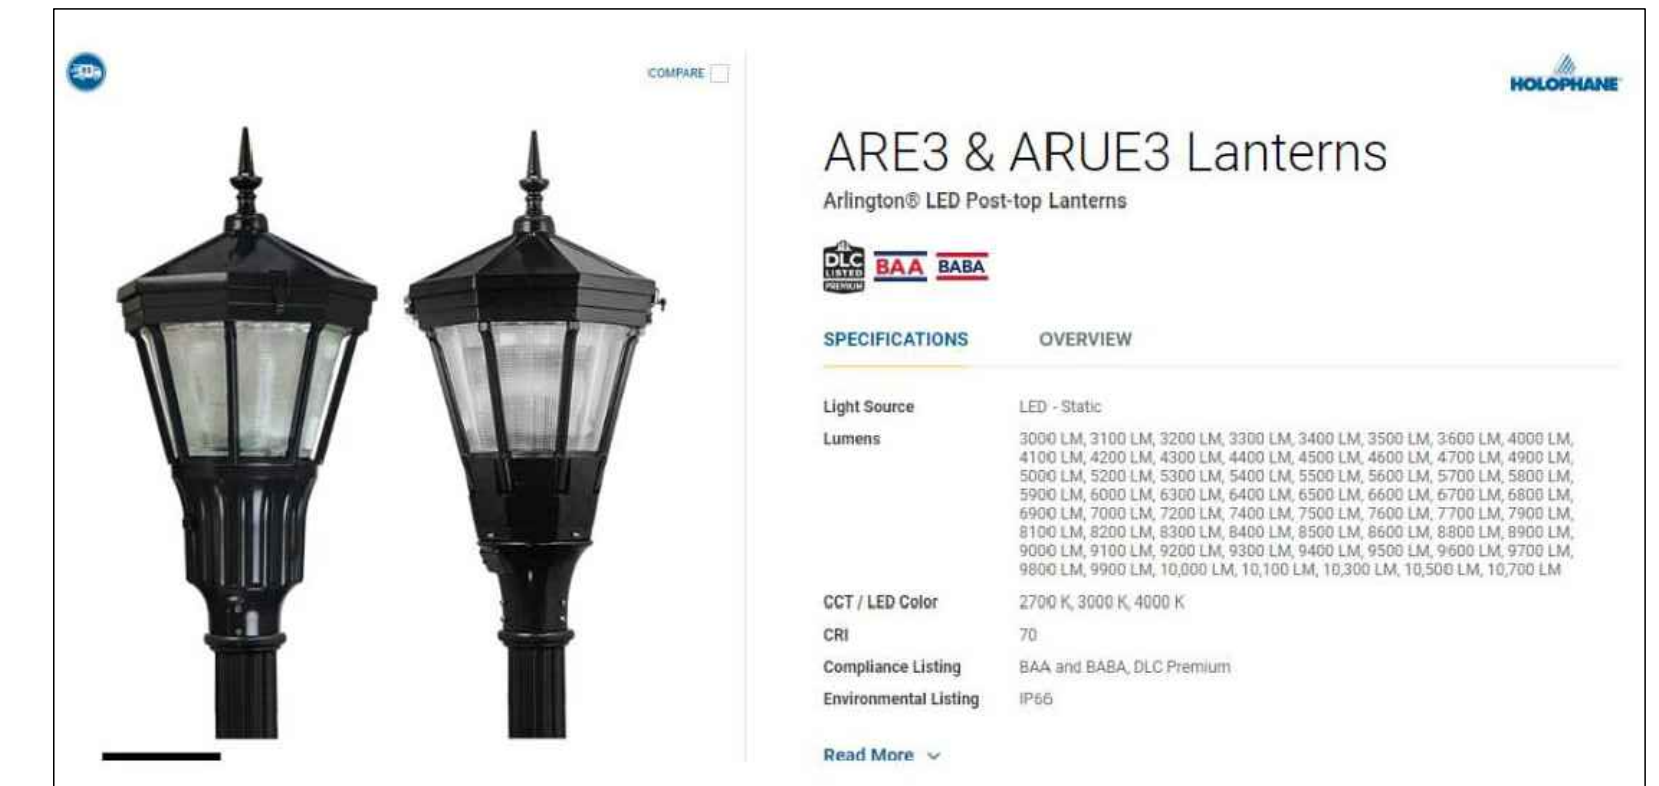 COMPARE
HOLOPHANE
ARE3 & ARUE3 Lanterns
Arlington® LED Post-top Lanterns
DLC LISTED PREMIUM BAA BABA
SPECIFICATIONS OVERVIEW
Light Source LED - Static
Lumens 3000 LM, 3100 LM, 3200 LM, 3300 LM, 3400 LM, 3500 LM, 3600 LM, 4000 LM,
4100 LM, 4200 LM, 4300 LM, 4400 LM, 4500 LM, 4600 LM, 4700 LM, 4900 LM,
5000 LM, 5200 LM, 5300 LM, 5400 LM, 5500 LM, 5600 LM, 5700 LM, 5800 LM,
5900 LM, 6000 LM, 6300 LM, 6400 LM, 6500 LM, 6600 LM, 6700 LM, 6800 LM,
6900 LM, 7000 LM, 7200 LM, 7400 LM, 7500 LM, 7600 LM, 7700 LM, 7900 LM,
8100 LM, 8200 LM, 8300 LM, 8400 LM, 8500 LM, 8600 LM, 8800 LM, 8900 LM,
9000 LM, 9100 LM, 9200 LM, 9300 LM, 9400 LM, 9500 LM, 9600 LM, 9700 LM,
9800 LM, 9900 LM, 10,000 LM, 10,100 LM, 10,300 LM, 10,500 LM, 10,700 LM
CCT / LED Color 2700 K, 3000 K, 4000 K
CRI 70
Compliance Listing BAA and BABA, DLC Premium
Environmental Listing IP66
Read More